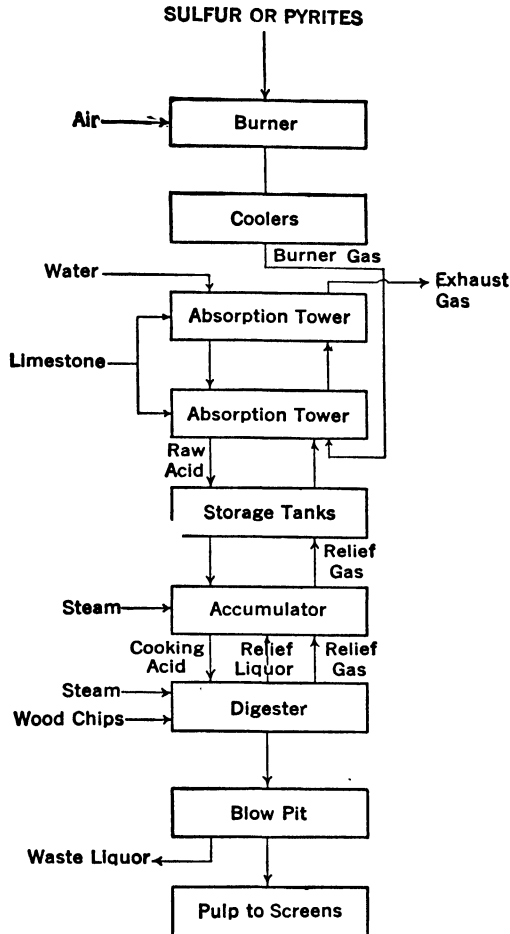 SULFUR OR PYRITES
Air
Burner
Coolers
Burner Gas
Water
Exhaust
Gas
Absorption Tower
Limestone
Absorption Tower
Raw
Acid
Storage Tanks
Relief
Gas
Steam
Accumulator
Cooking
Acid
Relief
Liquor
Relief
Gas
Steam
Wood Chips
Digester
Blow Pit
Waste Liquor
Pulp to Screens